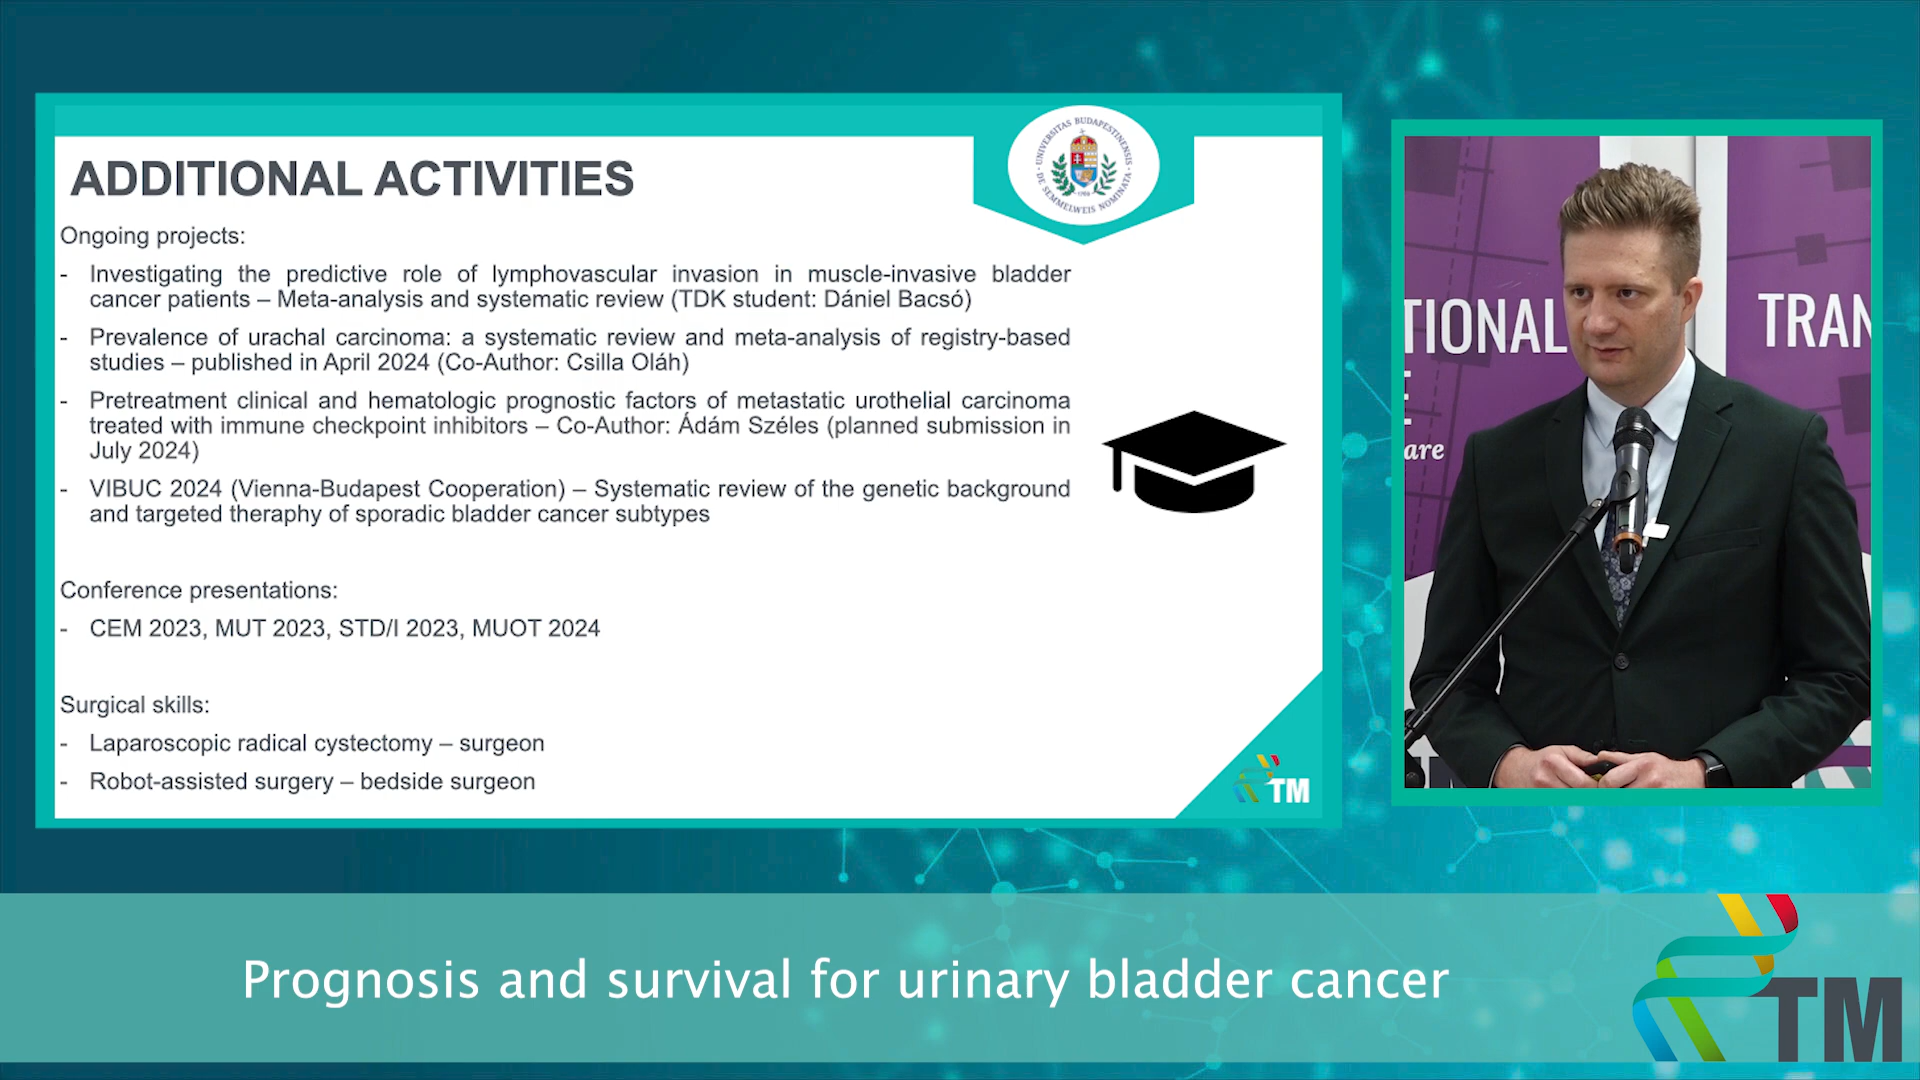 ADDITIONAL ACTIVITIES
UNIVERSITAS BUDAPESTINENSIS
DE SEMMELWEIS NOMINATA
Ongoing projects:
- Investigating the predictive role of lymphovascular invasion in muscle-invasive bladder
cancer patients – Meta-analysis and systematic review (TDK student: Dániel Bacsó)
- Prevalence of urachal carcinoma: a systematic review and meta-analysis of registry-based
studies – published in April 2024 (Co-Author: Csilla Oláh)
- Pretreatment clinical and hematologic prognostic factors of metastatic urothelial carcinoma
treated with immune checkpoint inhibitors – Co-Author: Ádám Széles (planned submission in
July 2024)
- VIBUC 2024 (Vienna-Budapest Cooperation) – Systematic review of the genetic background
and targeted theraphy of sporadic bladder cancer subtypes
Conference presentations:
- CEM 2023, MUT 2023, STD/I 2023, MUOT 2024
Surgical skills:
- Laparoscopic radical cystectomy – surgeon
- Robot-assisted surgery – bedside surgeon
TM
TIONAL
E
are
TRAN
Prognosis and survival for urinary bladder cancer
TM